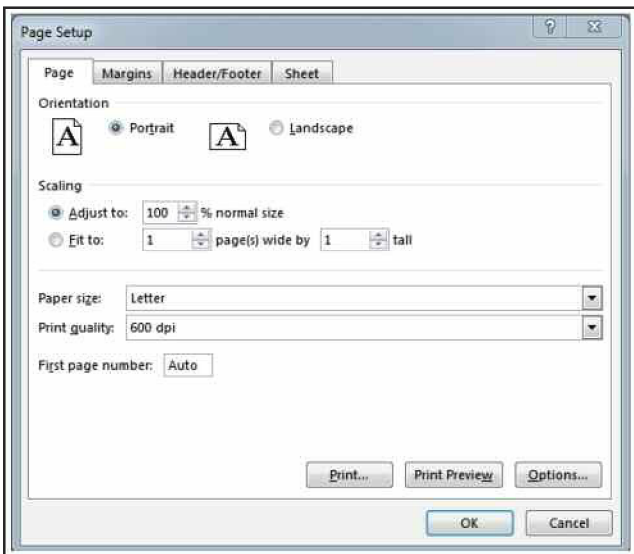 Page Setup
Page Margins Header/Footer Sheet
Orientation
A Portrait A Landscape
Scaling
Adjust to: 100 % normal size
Fit to: 1 page(s) wide by 1 tall
Paper size: Letter
Print quality: 600 dpi
First page number: Auto
Print... Print Preview Options...
OK Cancel